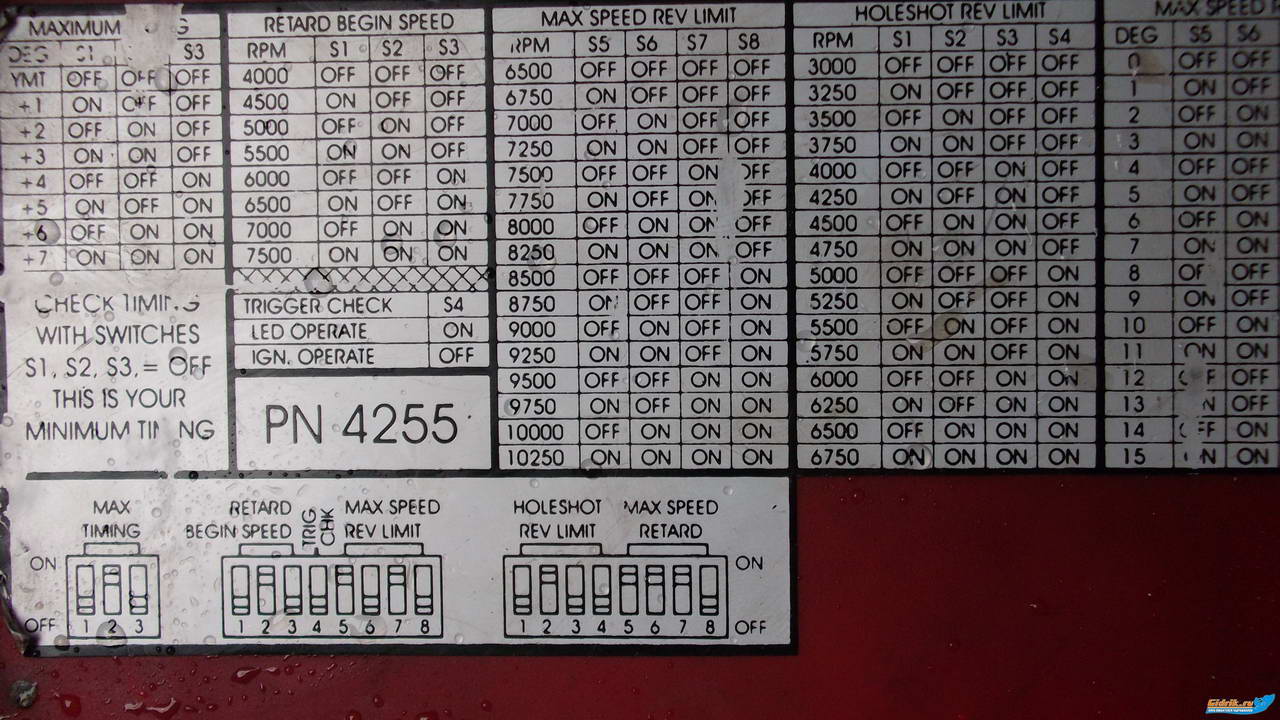 MAXIMUM
S3
YMT OFF OFF OFF
+1 ON OFF OFF
+2 OFF ON OFF
+3 ON ON OFF
+4 OFF OFF ON
+5 ON OFF ON
+6 OFF ON ON
+7 ON ON ON
CHECK TIMING
WITH SWITCHES
S1, S2, S3, = OFF
THIS IS YOUR
MINIMUM TIMING
RETARD BEGIN SPEED
RPM S1 S2 S3
4000 OFF OFF OFF
4500 ON OFF OFF
5000 OFF ON OFF
5500 ON ON OFF
6000 OFF OFF ON
6500 ON OFF ON
7000 OFF ON ON
7500 ON ON ON
TRIGGER CHECK S4
LED OPERATE ON
IGN. OPERATE OFF
PN 4255
MAX SPEED REV LIMIT
RPM S5 S6 S7 S8
6500 OFF OFF OFF OFF
6750 ON OFF OFF OFF
7000 OFF ON OFF OFF
7250 ON ON OFF OFF
7500 OFF OFF ON OFF
7750 ON OFF ON OFF
8000 OFF ON ON OFF
8250 ON ON ON OFF
8500 OFF OFF OFF ON
8750 ON OFF OFF ON
9000 OFF ON OFF ON
9250 ON ON OFF ON
9500 OFF OFF ON ON
9750 ON OFF ON ON
10000 OFF ON ON ON
10250 ON ON ON ON
HOLESHOT REV LIMIT
RPM S1 S2 S3 S4
3000 OFF OFF OFF OFF
3250 ON OFF OFF OFF
3500 OFF ON OFF OFF
3750 ON ON OFF OFF
4000 OFF OFF ON OFF
4250 ON OFF ON OFF
4500 OFF ON ON OFF
4750 ON ON ON OFF
5000 OFF OFF OFF ON
5250 ON OFF OFF ON
5500 OFF ON OFF ON
5750 ON ON OFF ON
6000 OFF OFF ON ON
6250 ON OFF ON ON
6500 OFF ON ON ON
6750 ON ON ON ON
MAX SPEED
DEG S5 S6
0 OFF OFF
1 ON OFF
2 OFF ON
3 ON ON
4 OFF OFF
5 ON OFF
6 OFF ON
7 ON ON
8 OFF OFF
9 ON OFF
10 OFF ON
11 ON ON
12 OFF OFF
13 ON OFF
14 OFF ON
15 ON ON
MAX
TIMING
ON
OFF
1 2 3
RETARD
BEGIN SPEED
TRIG
CHK
MAX SPEED
REV LIMIT
1 2 3 4 5 6 7 8
HOLESHOT
REV LIMIT
MAX SPEED
RETARD
ON
OFF
1 2 3 4 5 6 7 8
Gidrik.ru